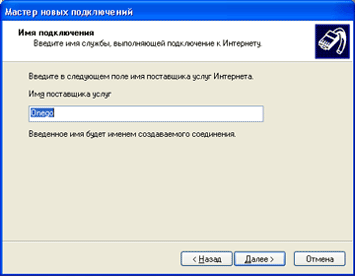 Мастер новых подключений
Имя подключения
Введите имя службы, выполняющей подключение к Интернету.
Введите в следующем поле имя поставщика услуг Интернета.
Имя поставщика услуг
Onego
Введенное имя будет именем создаваемого соединения.
< Назад Далее > Отмена